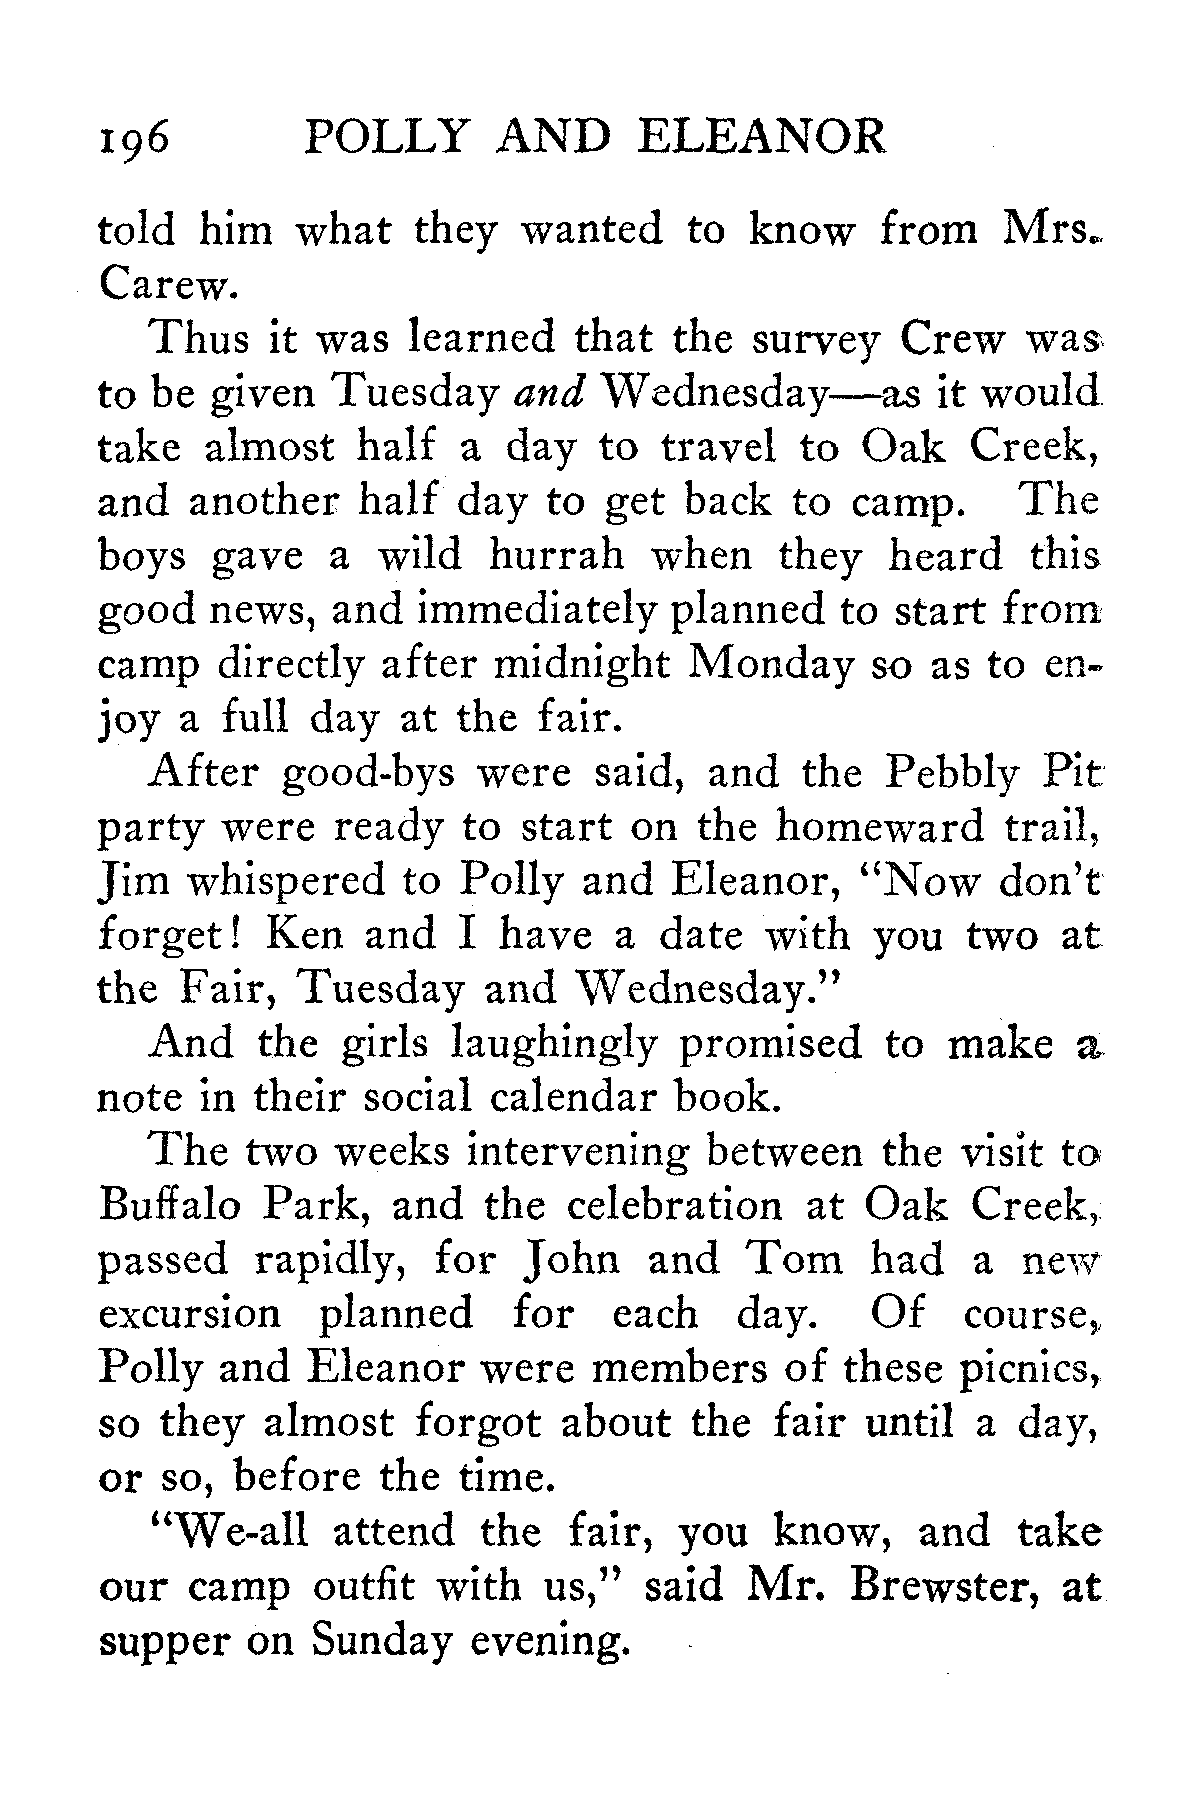 196 POLLY AND ELEANOR
told him what they wanted to know from Mrs.
Carew.
Thus it was learned that the survey Crew was
to be given Tuesday and Wednesday—as it would
take almost half a day to travel to Oak Creek,
and another half day to get back to camp. The
boys gave a wild hurrah when they heard this
good news, and immediately planned to start from
camp directly after midnight Monday so as to en-
joy a full day at the fair.
After good-bys were said, and the Pebbly Pit
party were ready to start on the homeward trail,
Jim whispered to Polly and Eleanor, "Now don't
forget! Ken and I have a date with you two at
the Fair, Tuesday and Wednesday."
And the girls laughingly promised to make a
note in their social calendar book.
The two weeks intervening between the visit to
Buffalo Park, and the celebration at Oak Creek,
passed rapidly, for John and Tom had a new
excursion planned for each day. Of course,
Polly and Eleanor were members of these picnics,
so they almost forgot about the fair until a day,
or so, before the time.
"We-all attend the fair, you know, and take
our camp outfit with us," said Mr. Brewster, at
supper on Sunday evening.